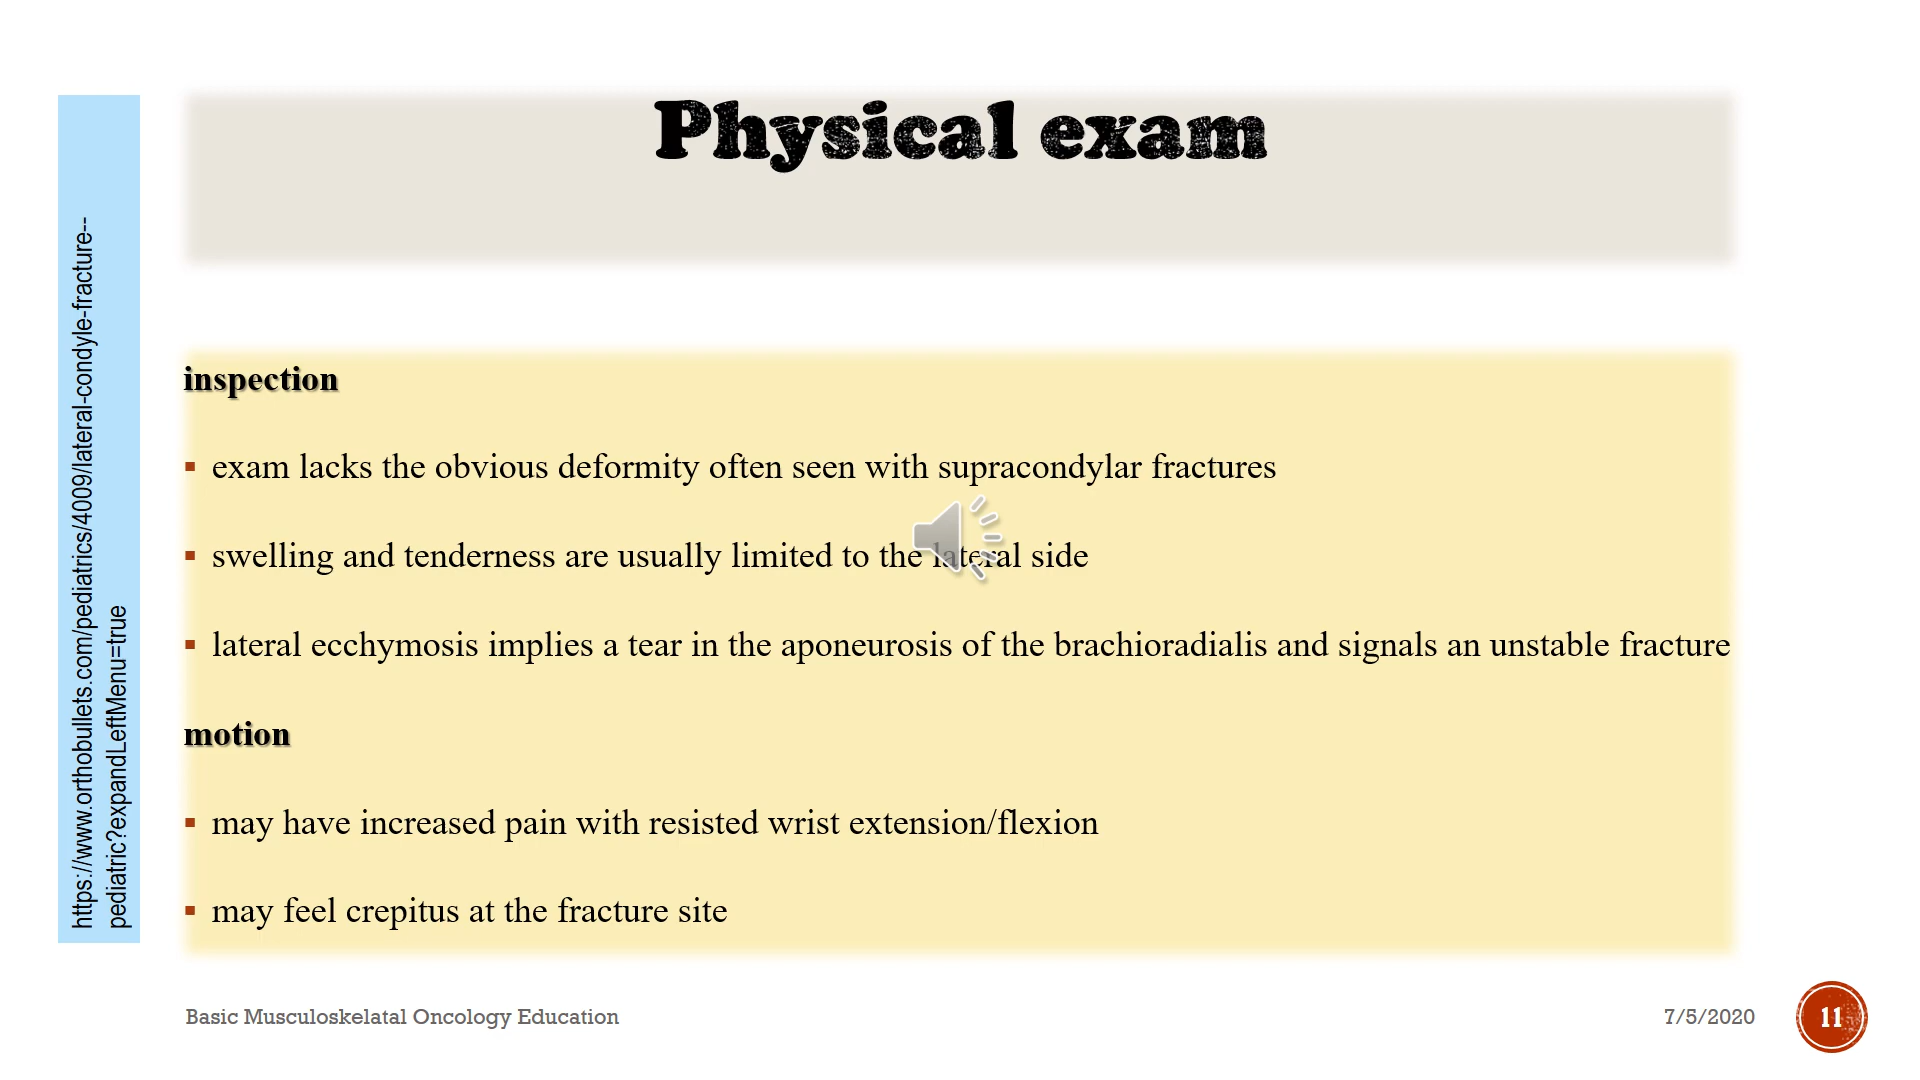 Physical exam
https://www.orthobullets.com/pediatrics/4009/lateral-condyle-fracture--
pediatric?expandLeftMenu=true
inspection
▪ exam lacks the obvious deformity often seen with supracondylar fractures
▪ swelling and tenderness are usually limited to the lateral side
▪ lateral ecchymosis implies a tear in the aponeurosis of the brachioradialis and signals an unstable fracture
motion
▪ may have increased pain with resisted wrist extension/flexion
▪ may feel crepitus at the fracture site
Basic Musculoskelatal Oncology Education
7/5/2020
11